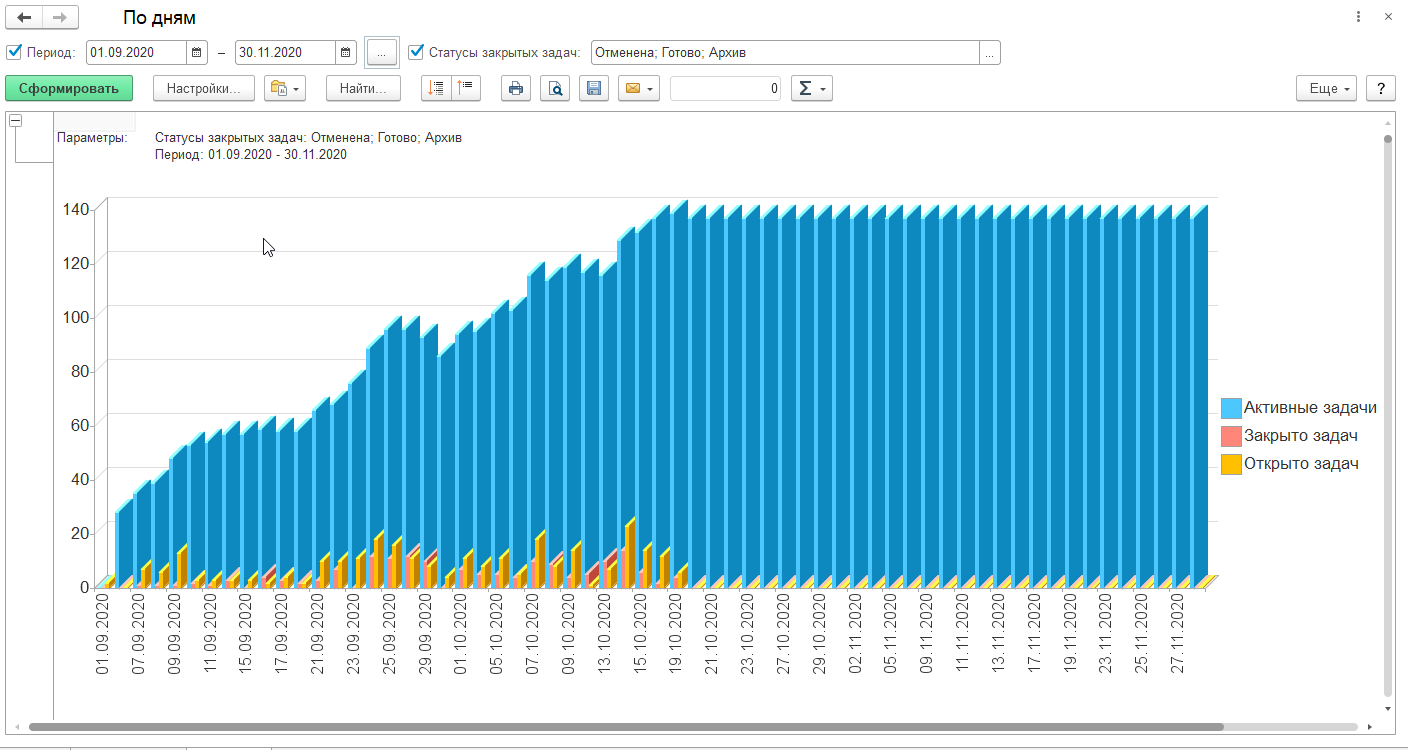 По дням
Период: 01.09.2020 – 30.11.2020 ... Статусы закрытых задач: Отменена; Готово; Архив ...
Сформировать Настройки... Найти... 0 Σ Еще ?
Параметры: Статусы закрытых задач: Отменена; Готово; Архив
Период: 01.09.2020 - 30.11.2020
140
120
100
80
60
40
20
0
Активные задачи
Закрыто задач
Открыто задач
01.09.2020 07.09.2020 09.09.2020 11.09.2020 15.09.2020 17.09.2020 21.09.2020 23.09.2020 25.09.2020 29.09.2020 01.10.2020 05.10.2020 07.10.2020 09.10.2020 13.10.2020 15.10.2020 19.10.2020 21.10.2020 23.10.2020 27.10.2020 29.10.2020 02.11.2020 05.11.2020 09.11.2020 11.11.2020 13.11.2020 17.11.2020 19.11.2020 23.11.2020 25.11.2020 27.11.2020